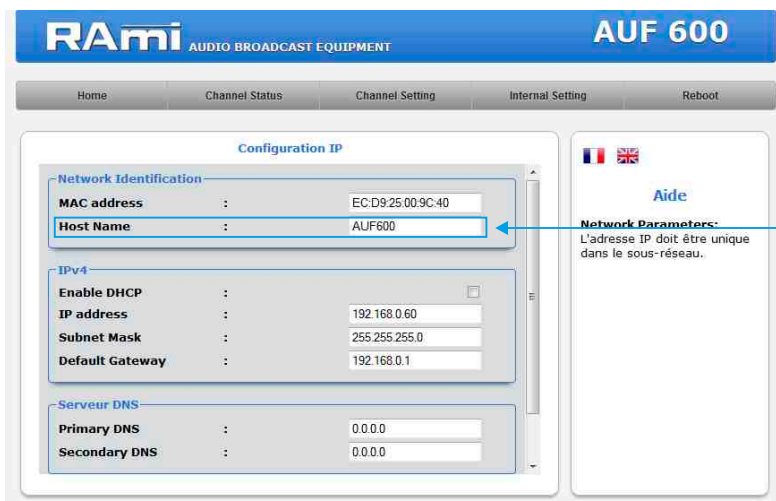 RAmi AUDIO BROADCAST EQUIPMENT
AUF 600
Home Channel Status Channel Setting Internal Setting Reboot
Configuration IP
Network Identification
MAC address : EC:D9:25:00:9C:40
Host Name : AUF600
IPv4
Enable DHCP :
IP address : 192.168.0.60
Subnet Mask : 255.255.255.0
Default Gateway : 192.168.0.1
Serveur DNS
Primary DNS : 0.0.0.0
Secondary DNS : 0.0.0.0
Aide
Network Parameters:
L'adresse IP doit être unique
dans le sous-réseau.